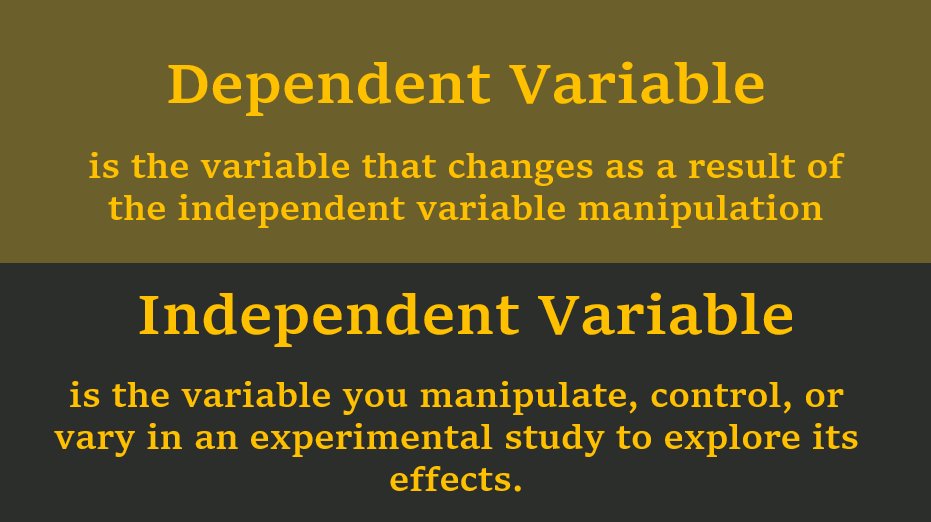 Dependent Variable
is the variable that changes as a result of
the independent variable manipulation
Independent Variable
is the variable you manipulate, control, or
vary in an experimental study to explore its
effects.